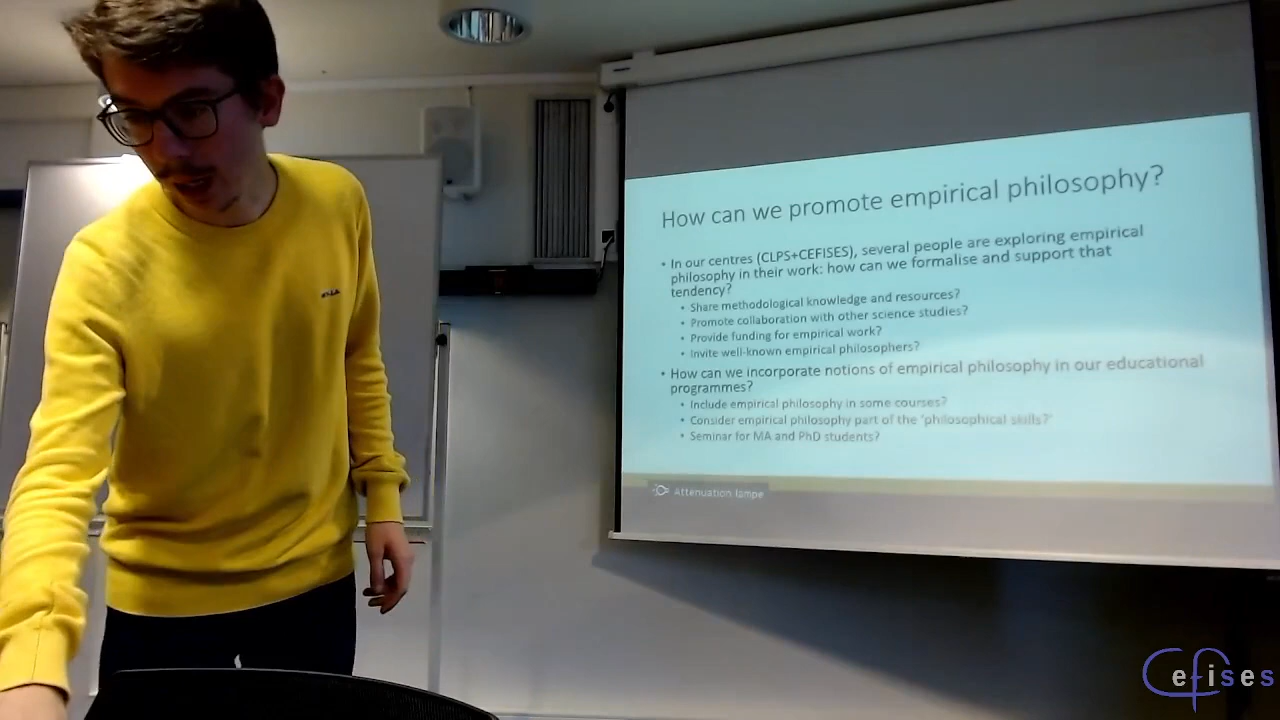 How can we promote empirical philosophy?
• In our centres (CLPS+CEFISES), several people are exploring empirical
philosophy in their work: how can we formalise and support that
tendency?
• Share methodological knowledge and resources?
• Promote collaboration with other science studies?
• Provide funding for empirical work?
• Invite well-known empirical philosophers?
• How can we incorporate notions of empirical philosophy in our educational
programmes?
• Include empirical philosophy in some courses?
• Consider empirical philosophy part of the 'philosophical skills?'
• Seminar for MA and PhD students?
Attenuation lampe
Cefises